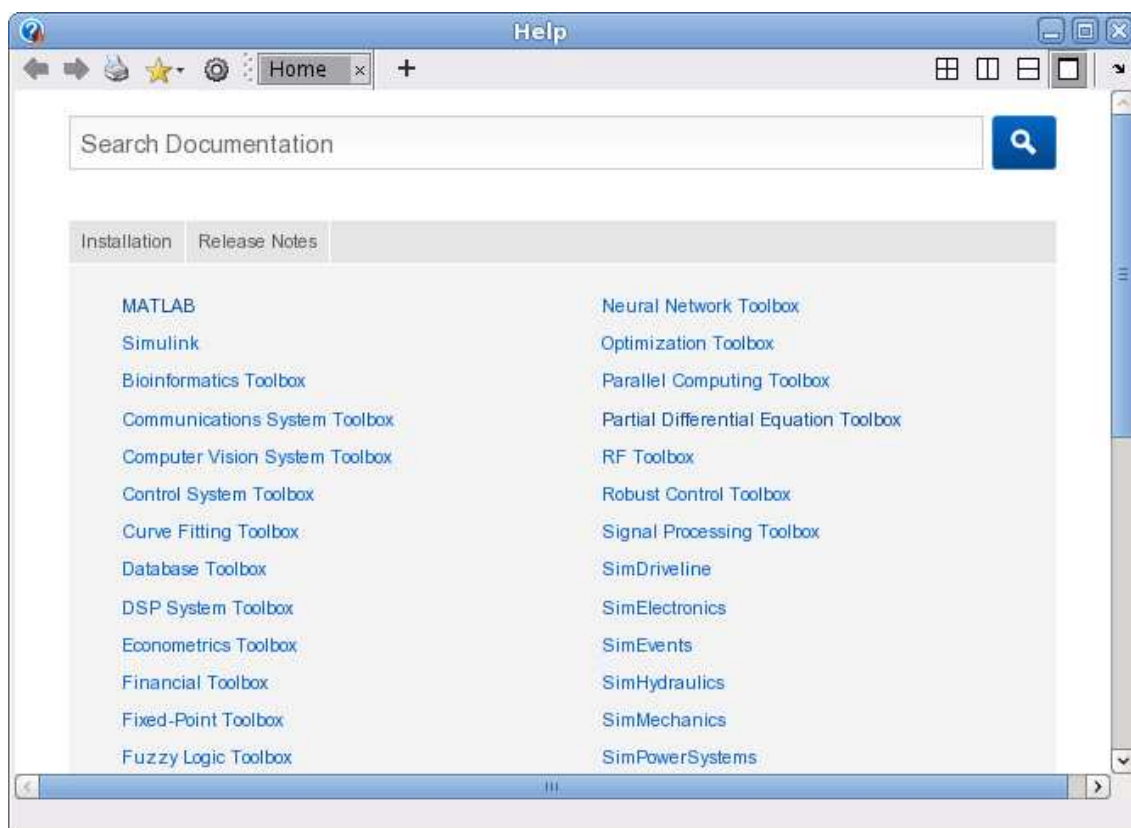 Help
Home
Search Documentation
Installation Release Notes
MATLAB
Simulink
Bioinformatics Toolbox
Communications System Toolbox
Computer Vision System Toolbox
Control System Toolbox
Curve Fitting Toolbox
Database Toolbox
DSP System Toolbox
Econometrics Toolbox
Financial Toolbox
Fixed-Point Toolbox
Fuzzy Logic Toolbox
Neural Network Toolbox
Optimization Toolbox
Parallel Computing Toolbox
Partial Differential Equation Toolbox
RF Toolbox
Robust Control Toolbox
Signal Processing Toolbox
SimDriveline
SimElectronics
SimEvents
SimHydraulics
SimMechanics
SimPowerSystems